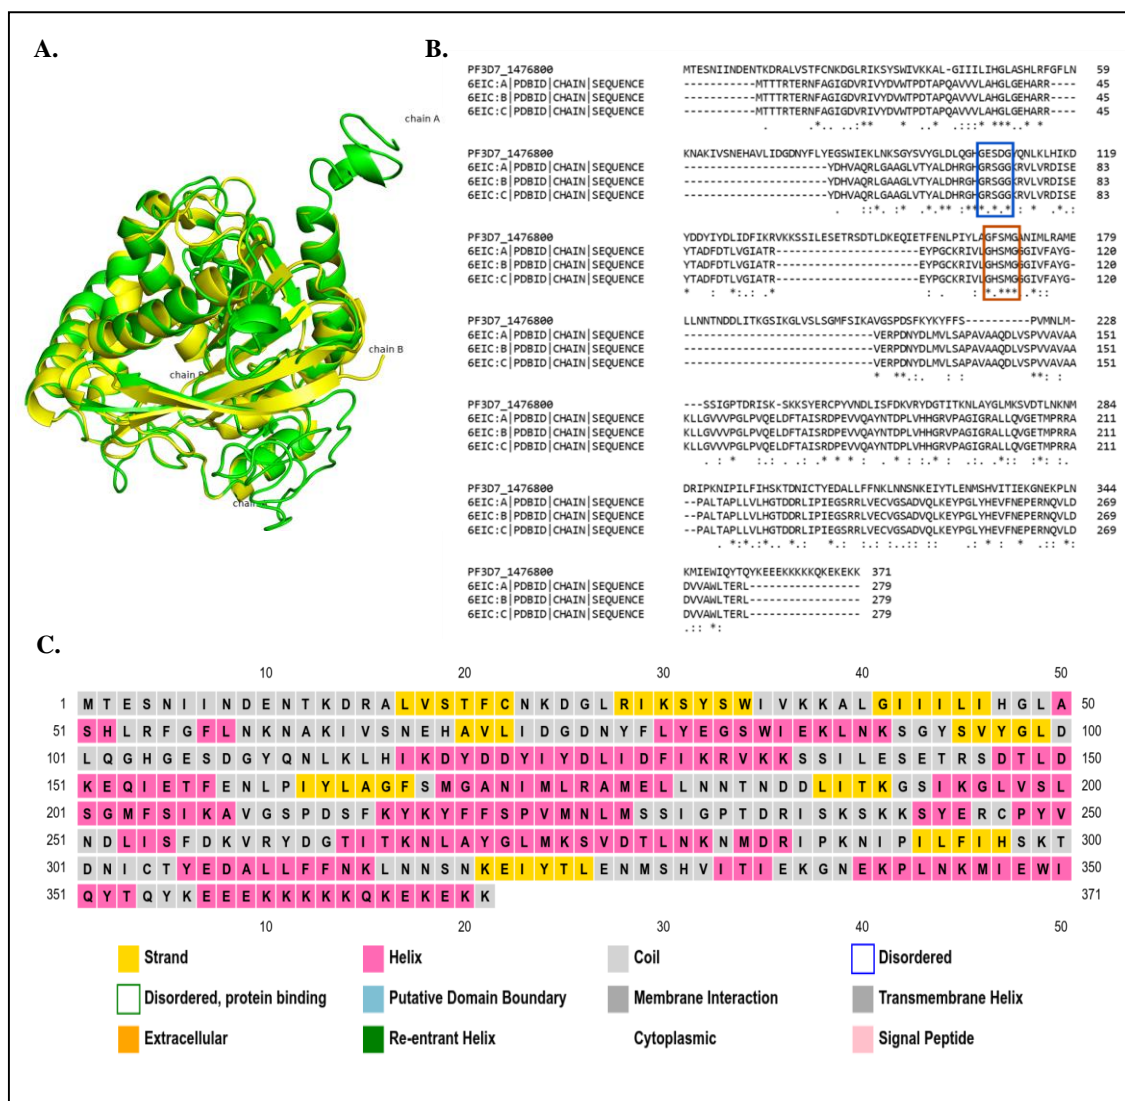 A.
chain A
chain B
B.
PF3D7_1476800 MTESNIINDENTKDRALVSTFCNKDGLRIKSYSWIVKKAL-GIIILIHGLASHLRFGFLN 59
6EIC:A|PDBID|CHAIN|SEQUENCE -----------MTTTRTERNFAGIGDVRIVYDVWTPDTAPQAVVVLAHGLGEHARR---- 45
6EIC:B|PDBID|CHAIN|SEQUENCE -----------MTTTRTERNFAGIGDVRIVYDVWTPDTAPQAVVVLAHGLGEHARR---- 45
6EIC:C|PDBID|CHAIN|SEQUENCE -----------MTTTRTERNFAGIGDVRIVYDVWTPDTAPQAVVVLAHGLGEHARR---- 45
PF3D7_1476800 KNAKIVSNEHAVLIDGDNYFLYEGSWIEKLNKSGYSVYGLDLQGHGESDGYQNLKLHIKD 119
6EIC:A|PDBID|CHAIN|SEQUENCE ----------------------YDHVAQRLGAAGLVTYALDHRGHGRSGGKRVLVRDISE 83
6EIC:B|PDBID|CHAIN|SEQUENCE ----------------------YDHVAQRLGAAGLVTYALDHRGHGRSGGKRVLVRDISE 83
6EIC:C|PDBID|CHAIN|SEQUENCE ----------------------YDHVAQRLGAAGLVTYALDHRGHGRSGGKRVLVRDISE 83
PF3D7_1476800 YDDYIYDLIDFIKRVKKSSILESETRSDTLDKEQIETFENLPIYLAGFSMGANIMLRAME 179
6EIC:A|PDBID|CHAIN|SEQUENCE YTADFDTLVGIATR----------------------EYPGCKRIVLGHSMGGGIVFAYG- 120
6EIC:B|PDBID|CHAIN|SEQUENCE YTADFDTLVGIATR----------------------EYPGCKRIVLGHSMGGGIVFAYG- 120
6EIC:C|PDBID|CHAIN|SEQUENCE YTADFDTLVGIATR----------------------EYPGCKRIVLGHSMGGGIVFAYG- 120
PF3D7_1476800 LLNNTNDDLITKGSIKGLVSLSGMFSIKAVGSPDSFKYKYFFS----------PVMNLM- 228
6EIC:A|PDBID|CHAIN|SEQUENCE -----------------------------VERPDNYDLMVLSAPAVAAQDLVSPVVAVAA 151
6EIC:B|PDBID|CHAIN|SEQUENCE -----------------------------VERPDNYDLMVLSAPAVAAQDLVSPVVAVAA 151
6EIC:C|PDBID|CHAIN|SEQUENCE -----------------------------VERPDNYDLMVLSAPAVAAQDLVSPVVAVAA 151
PF3D7_1476800 ---SSIGPTDRISK-SKKSYERCPYVNDLISFDKVRYDGTITKNLAYGLMKSVDTLNKNM 284
6EIC:A|PDBID|CHAIN|SEQUENCE KLLGVVVPGLPVQELDFTAISRDPEVVQAYNTDPLVHHGRVPAGIGRALLQVGETMPRRA 211
6EIC:B|PDBID|CHAIN|SEQUENCE KLLGVVVPGLPVQELDFTAISRDPEVVQAYNTDPLVHHGRVPAGIGRALLQVGETMPRRA 211
6EIC:C|PDBID|CHAIN|SEQUENCE KLLGVVVPGLPVQELDFTAISRDPEVVQAYNTDPLVHHGRVPAGIGRALLQVGETMPRRA 211
PF3D7_1476800 DRIPKNIPILFIHSKTDNICTYEDALLFFNKLNNSNKEIYTLENMSHVITIEKGNEKPLN 344
6EIC:A|PDBID|CHAIN|SEQUENCE --PALTAPLLVLHGTDDRLIPIEGSRRLVECVGSADVQLKEYPGLYHEVFNEPERNQVLD 269
6EIC:B|PDBID|CHAIN|SEQUENCE --PALTAPLLVLHGTDDRLIPIEGSRRLVECVGSADVQLKEYPGLYHEVFNEPERNQVLD 269
6EIC:C|PDBID|CHAIN|SEQUENCE --PALTAPLLVLHGTDDRLIPIEGSRRLVECVGSADVQLKEYPGLYHEVFNEPERNQVLD 269
PF3D7_1476800 KMIEWIQYTQYKEEEKKKKKQKEKEKK 371
6EIC:A|PDBID|CHAIN|SEQUENCE DVVAWLTERL----------------- 279
6EIC:B|PDBID|CHAIN|SEQUENCE DVVAWLTERL----------------- 279
6EIC:C|PDBID|CHAIN|SEQUENCE DVVAWLTERL----------------- 279
C.
10 20 30 40 50
1 M T E S N I I N D E N T K D R A L V S T F C N K D G L R I K S Y S W I V K K A L G I I I L I H G L A 50
51 S H L R F G F L N K N A K I V S N E H A V L I D G D N Y F L Y E G S W I E K L N K S G Y S V Y G L D 100
101 L Q G H G E S D G Y Q N L K L H I K D Y D D Y I Y D L I D F I K R V K K S S I L E S E T R S D T L D 150
151 K E Q I E T F E N L P I Y L A G F S M G A N I M L R A M E L L N N T N D D L I T K G S I K G L V S L 200
201 S G M F S I K A V G S P D S F K Y K Y F F S P V M N L M S S I G P T D R I S K S K K S Y E R C P Y V 250
251 N D L I S F D K V R Y D G T I T K N L A Y G L M K S V D T L N K N M D R I P K N I P I L F I H S K T 300
301 D N I C T Y E D A L L F F N K L N N S N K E I Y T L E N M S H V I T I E K G N E K P L N K M I E W I 350
351 Q Y T Q Y K E E E K K K K K Q K E K E K K 371
10 20 30 40 50
Strand Helix Coil Disordered
Disordered, protein binding Putative Domain Boundary Membrane Interaction Transmembrane Helix
Extracellular Re-entrant Helix Cytoplasmic Signal Peptide